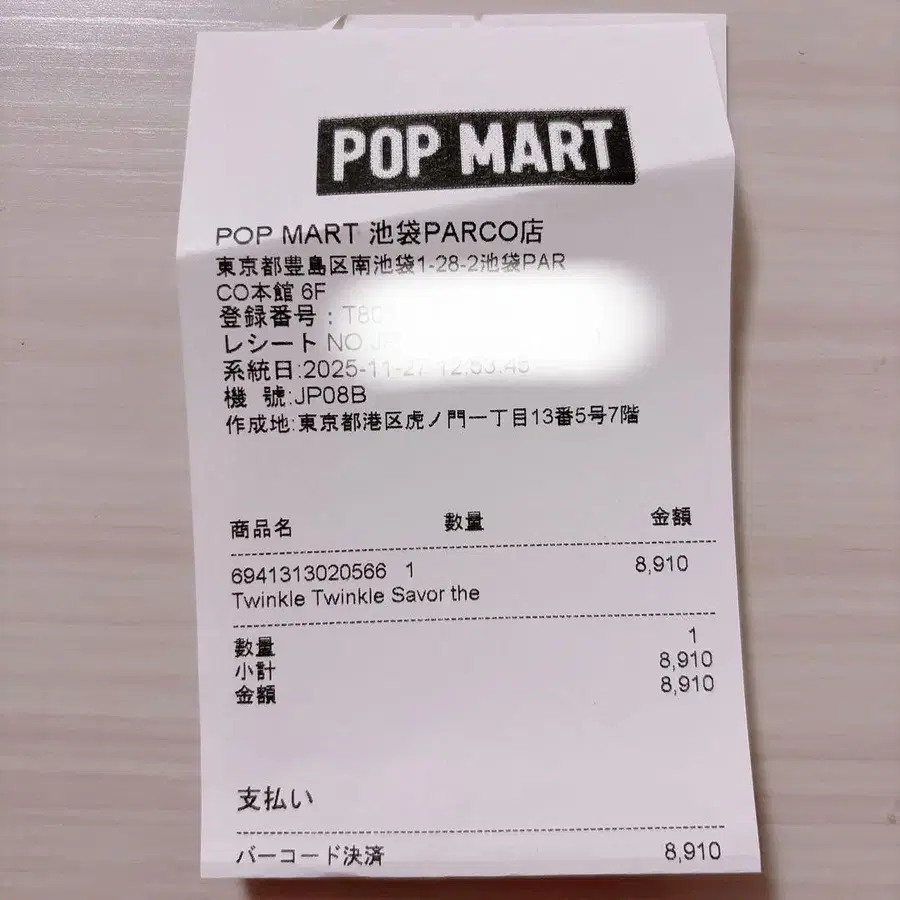 POP MART
POP MART 池袋PARCO店
東京都豊島区南池袋1-28-2池袋PAR
CO本館 6F
登録番号：
レシート NO
系統日:2025-11-27 12:53:45
機 號:JP08B
作成地:東京都港区虎ノ門一丁目13番5号7階
商品名 數量 金額
6941313020566 1 8,910
Twinkle Twinkle Savor the
數量 1
小計 8,910
金額 8,910
支払い
バーコード決済 8,910